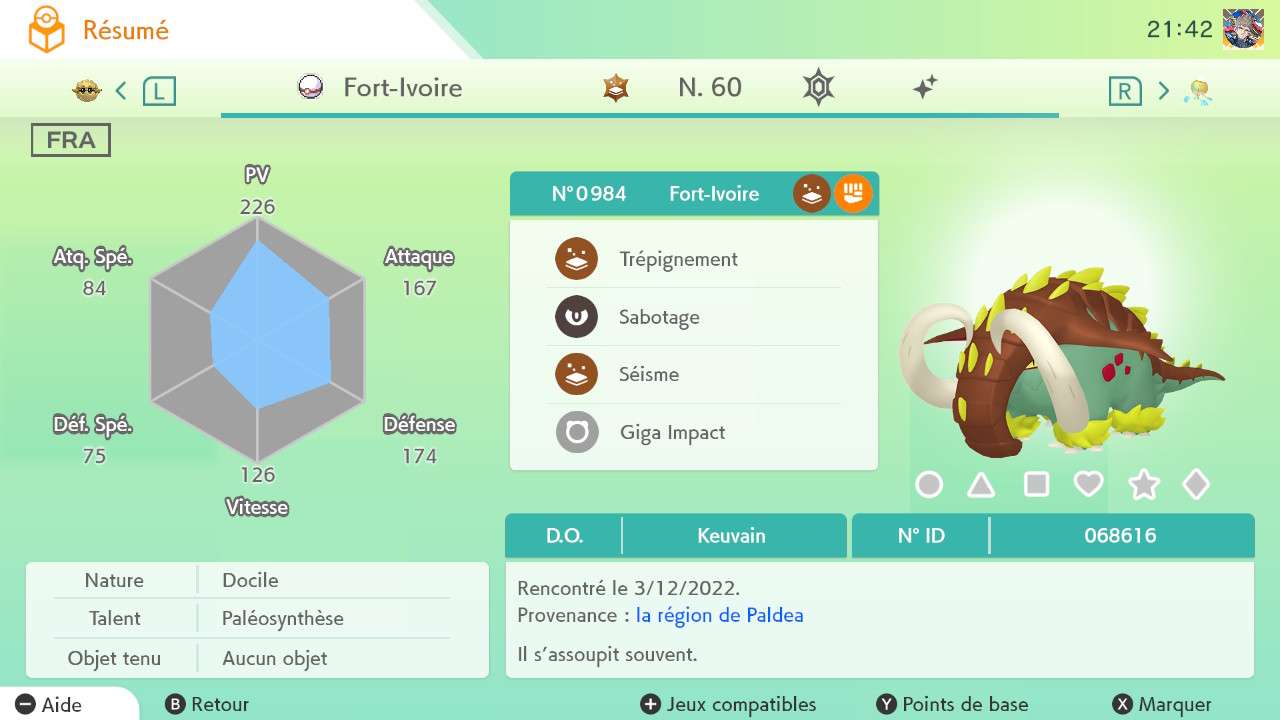 Résumé
21:42
L
Fort-Ivoire
N. 60
R
FRA
PV
226
Atq. Spé.
84
Attaque
167
Déf. Spé.
75
Défense
174
126
Vitesse
N°0984 Fort-Ivoire
Trépignement
Sabotage
Séisme
Giga Impact
D.O. Keuvain
N° ID 068616
Nature Docile
Talent Paléosynthèse
Objet tenu Aucun objet
Rencontré le 3/12/2022.
Provenance : la région de Paldea
Il s'assoupit souvent.
Aide
B Retour
Jeux compatibles
Y Points de base
X Marquer